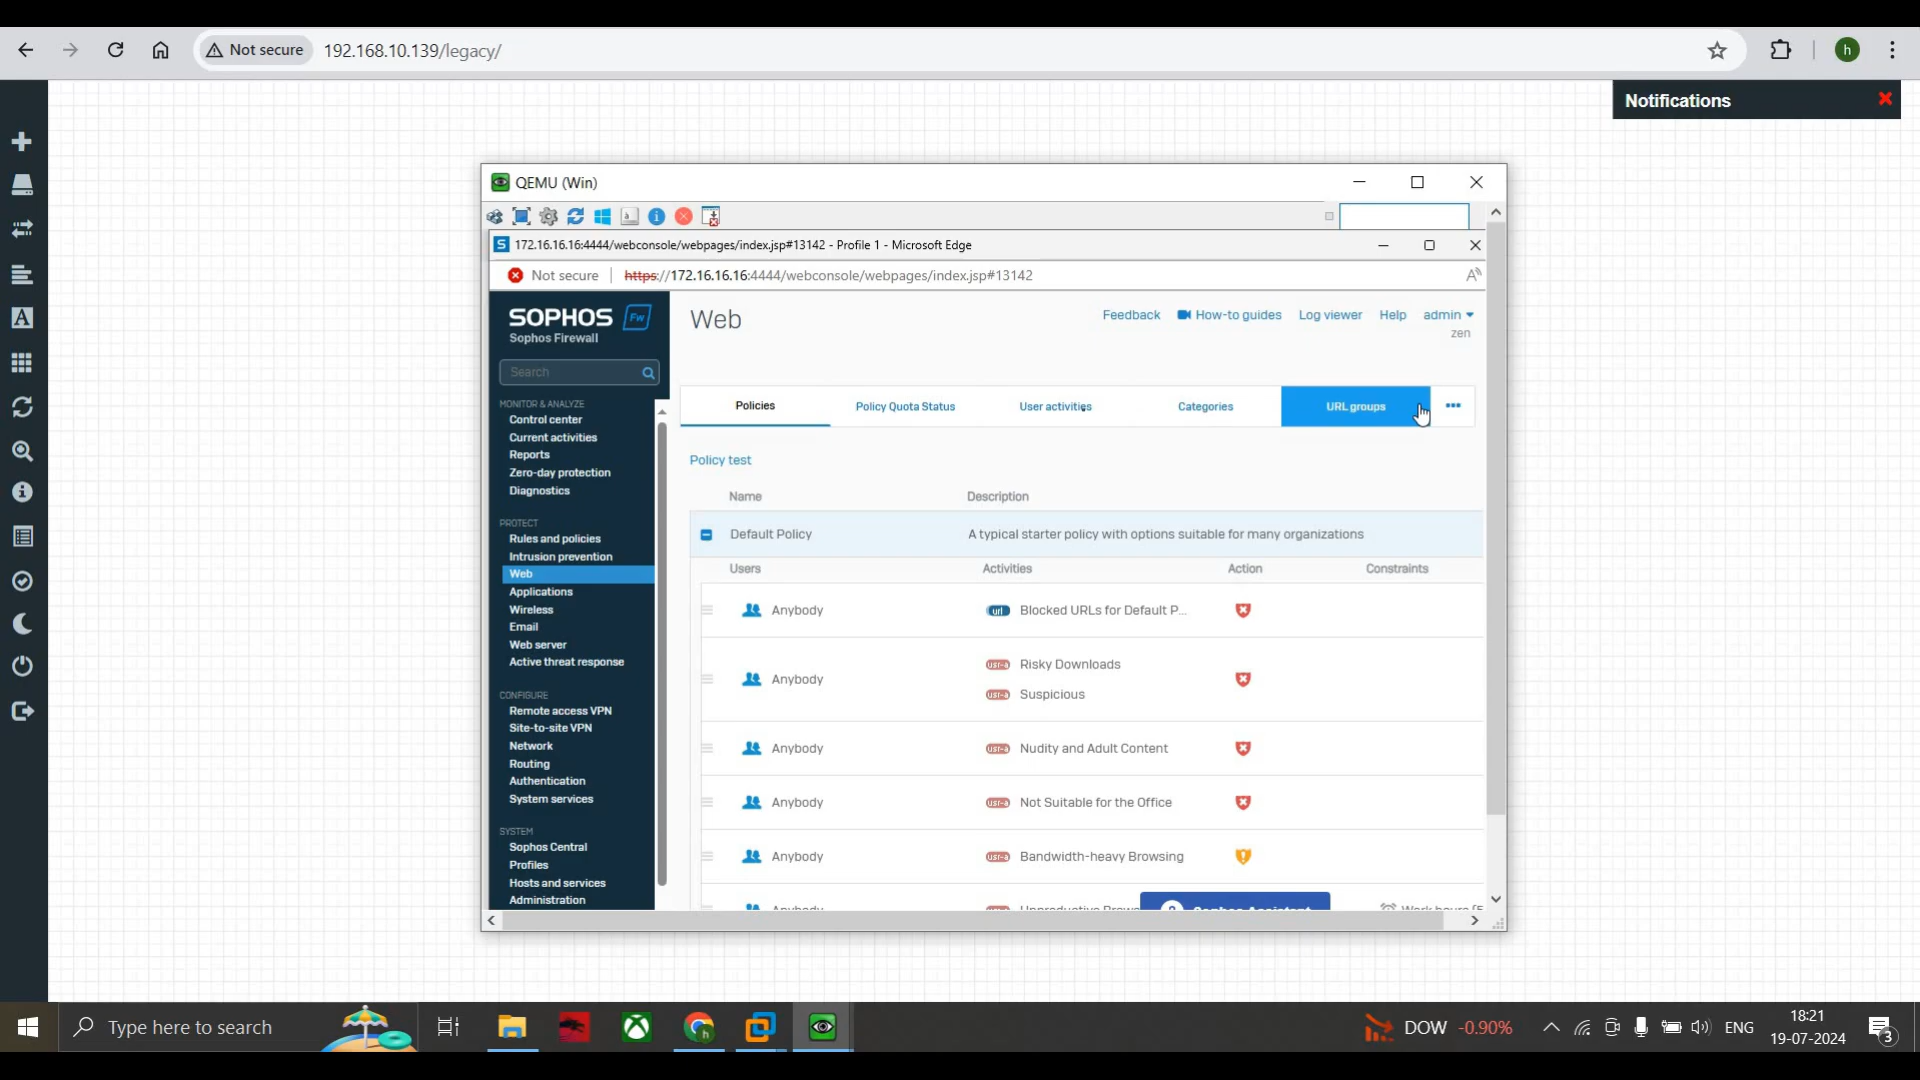 Not secure 192.168.10.139/legacy/
h
Notifications
QEMU (Win)
172.16.16.16:4444/webconsole/webpages/index.jsp#13142 - Profile 1 - Microsoft Edge
Not secure https://172.16.16.16:4444/webconsole/webpages/index.jsp#13142
SOPHOS Fw
Sophos Firewall
Search
MONITOR & ANALYZE
Control center
Current activities
Reports
Zero-day protection
Diagnostics
PROTECT
Rules and policies
Intrusion prevention
Web
Applications
Wireless
Email
Web server
Active threat response
CONFIGURE
Remote access VPN
Site-to-site VPN
Network
Routing
Authentication
System services
SYSTEM
Sophos Central
Profiles
Hosts and services
Administration
Web
Feedback How-to guides Log viewer Help admin
zen
Policies Policy Quota Status User activities Categories URL groups
Policy test
Name Description
Default Policy A typical starter policy with options suitable for many organizations
Users Activities Action Constraints
Anybody url Blocked URLs for Default P...
Anybody usr-a Risky Downloads
usr-a Suspicious
Anybody usr-a Nudity and Adult Content
Anybody usr-a Not Suitable for the Office
Anybody usr-a Bandwidth-heavy Browsing
Type here to search
DOW -0.90%
ENG
18:21
19-07-2024
3